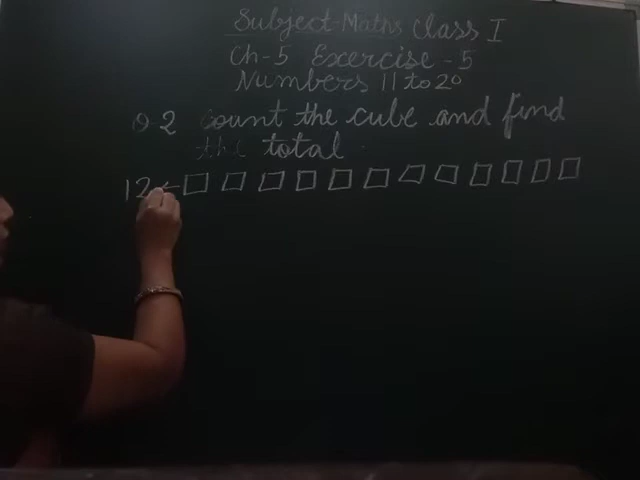 Subject-Maths Class I
Ch-5 Exercise-5
Numbers 11 to 20
Q 2 count the cube and find
the total
12